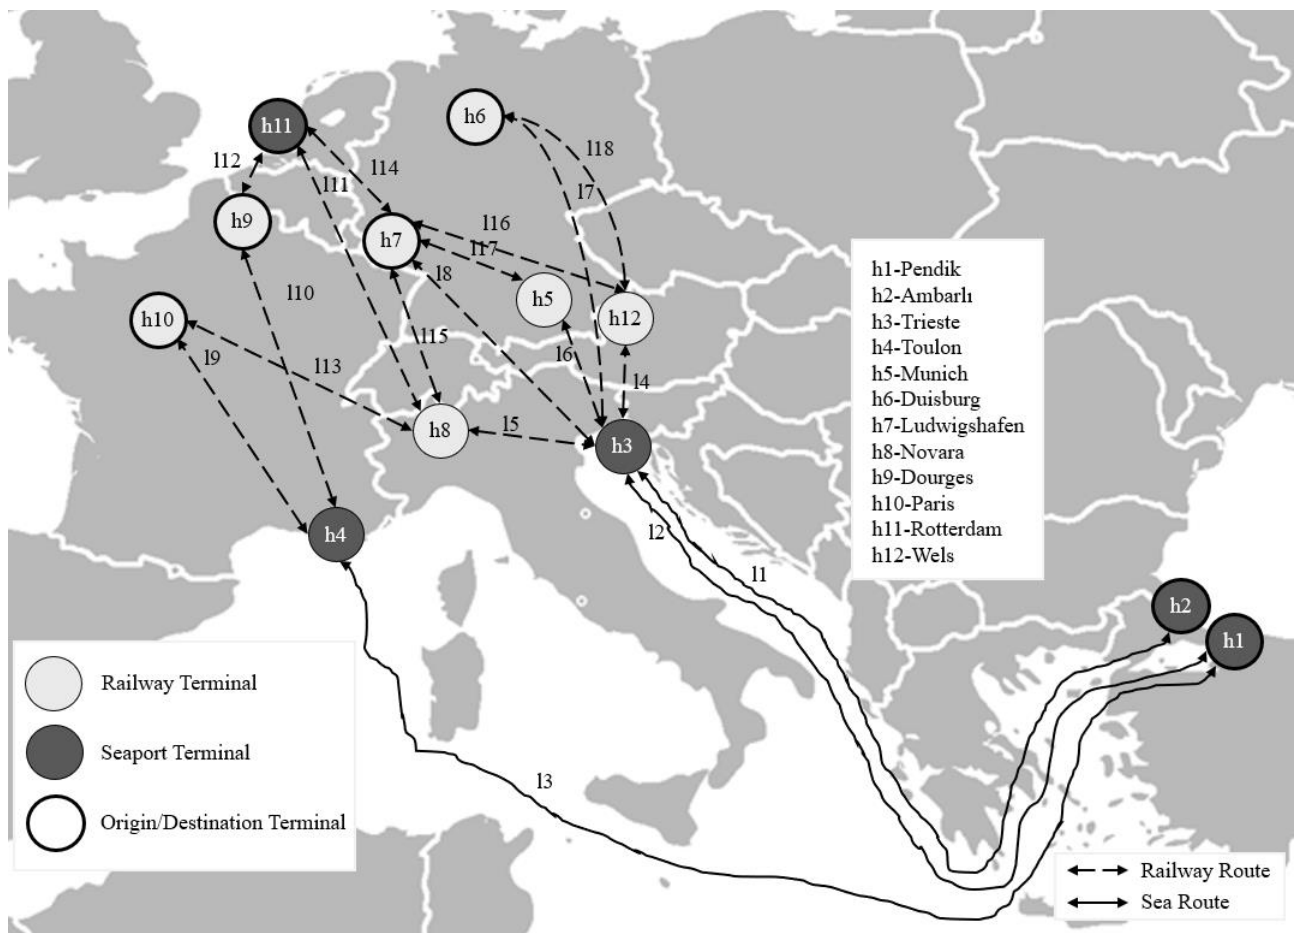 h6
h11
l18
l12
l14
l11
l7
h9
l16
h7
l17
l8
h5
l10
h12
h10
l15
l9
l6
l13
l4
h8
l5
h3
h4
l2
l1
l3
h2
h1
h1-Pendik
h2-Ambarlı
h3-Trieste
h4-Toulon
h5-Munich
h6-Duisburg
h7-Ludwigshafen
h8-Novara
h9-Dourges
h10-Paris
h11-Rotterdam
h12-Wels
Railway Terminal
Seaport Terminal
Origin/Destination Terminal
Railway Route
Sea Route